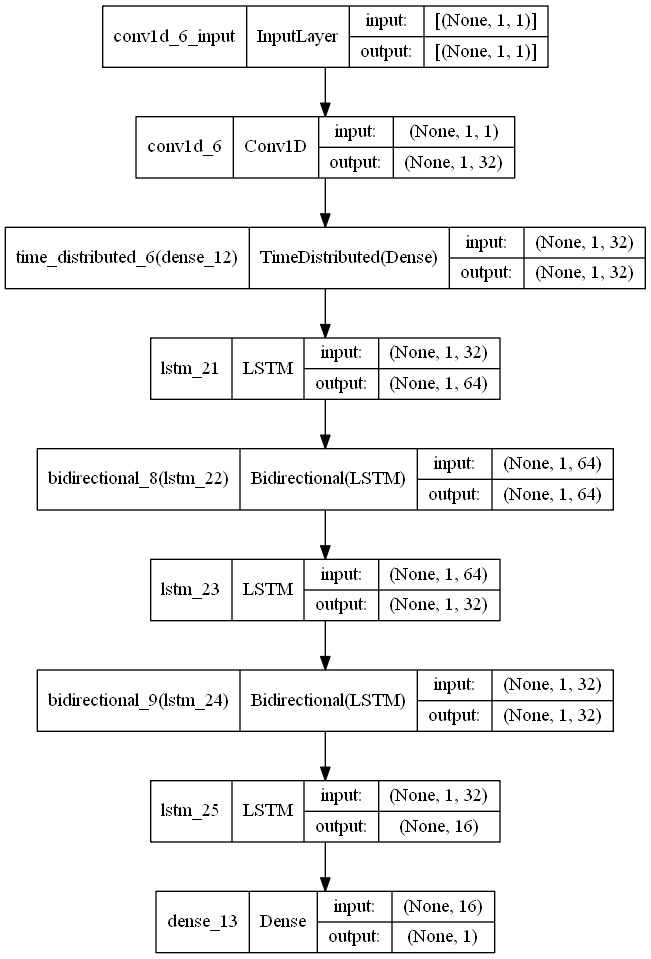 conv1d_6_input InputLayer input: [(None, 1, 1)]
output: [(None, 1, 1)]
conv1d_6 Conv1D input: (None, 1, 1)
output: (None, 1, 32)
time_distributed_6(dense_12) TimeDistributed(Dense) input: (None, 1, 32)
output: (None, 1, 32)
lstm_21 LSTM input: (None, 1, 32)
output: (None, 1, 64)
bidirectional_8(lstm_22) Bidirectional(LSTM) input: (None, 1, 64)
output: (None, 1, 64)
lstm_23 LSTM input: (None, 1, 64)
output: (None, 1, 32)
bidirectional_9(lstm_24) Bidirectional(LSTM) input: (None, 1, 32)
output: (None, 1, 32)
lstm_25 LSTM input: (None, 1, 32)
output: (None, 16)
dense_13 Dense input: (None, 16)
output: (None, 1)